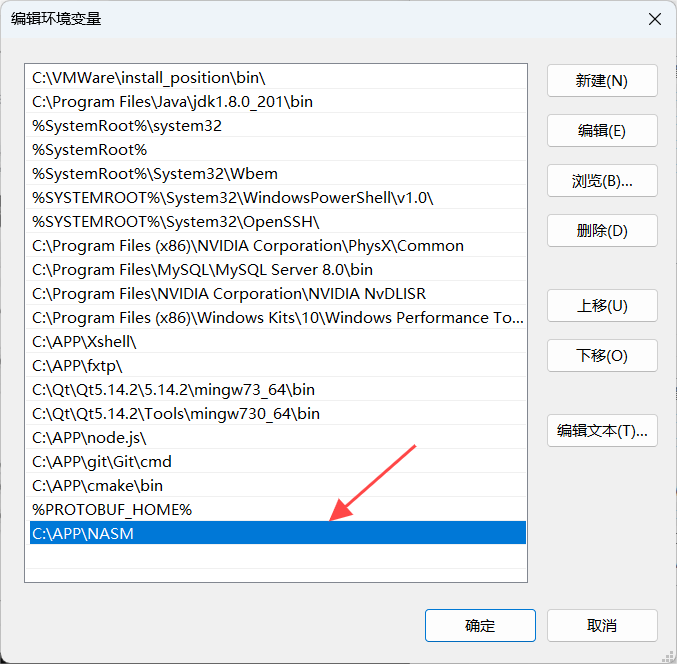 编辑环境变量
C:\VMWare\install_position\bin\
C:\Program Files\Java\jdk1.8.0_201\bin
%SystemRoot%\system32
%SystemRoot%
%SystemRoot%\System32\Wbem
%SYSTEMROOT%\System32\WindowsPowerShell\v1.0\
%SYSTEMROOT%\System32\OpenSSH\
C:\Program Files (x86)\NVIDIA Corporation\PhysX\Common
C:\Program Files\MySQL\MySQL Server 8.0\bin
C:\Program Files\NVIDIA Corporation\NVIDIA NvDLISR
C:\Program Files (x86)\Windows Kits\10\Windows Performance To...
C:\APP\Xshell\
C:\APP\fxtp\
C:\Qt\Qt5.14.2\5.14.2\mingw73_64\bin
C:\Qt\Qt5.14.2\Tools\mingw730_64\bin
C:\APP\node.js\
C:\APP\git\Git\cmd
C:\APP\cmake\bin
%PROTOBUF_HOME%
C:\APP\NASM
新建(N)
编辑(E)
浏览(B)...
删除(D)
上移(U)
下移(O)
编辑文本(T)...
确定
取消